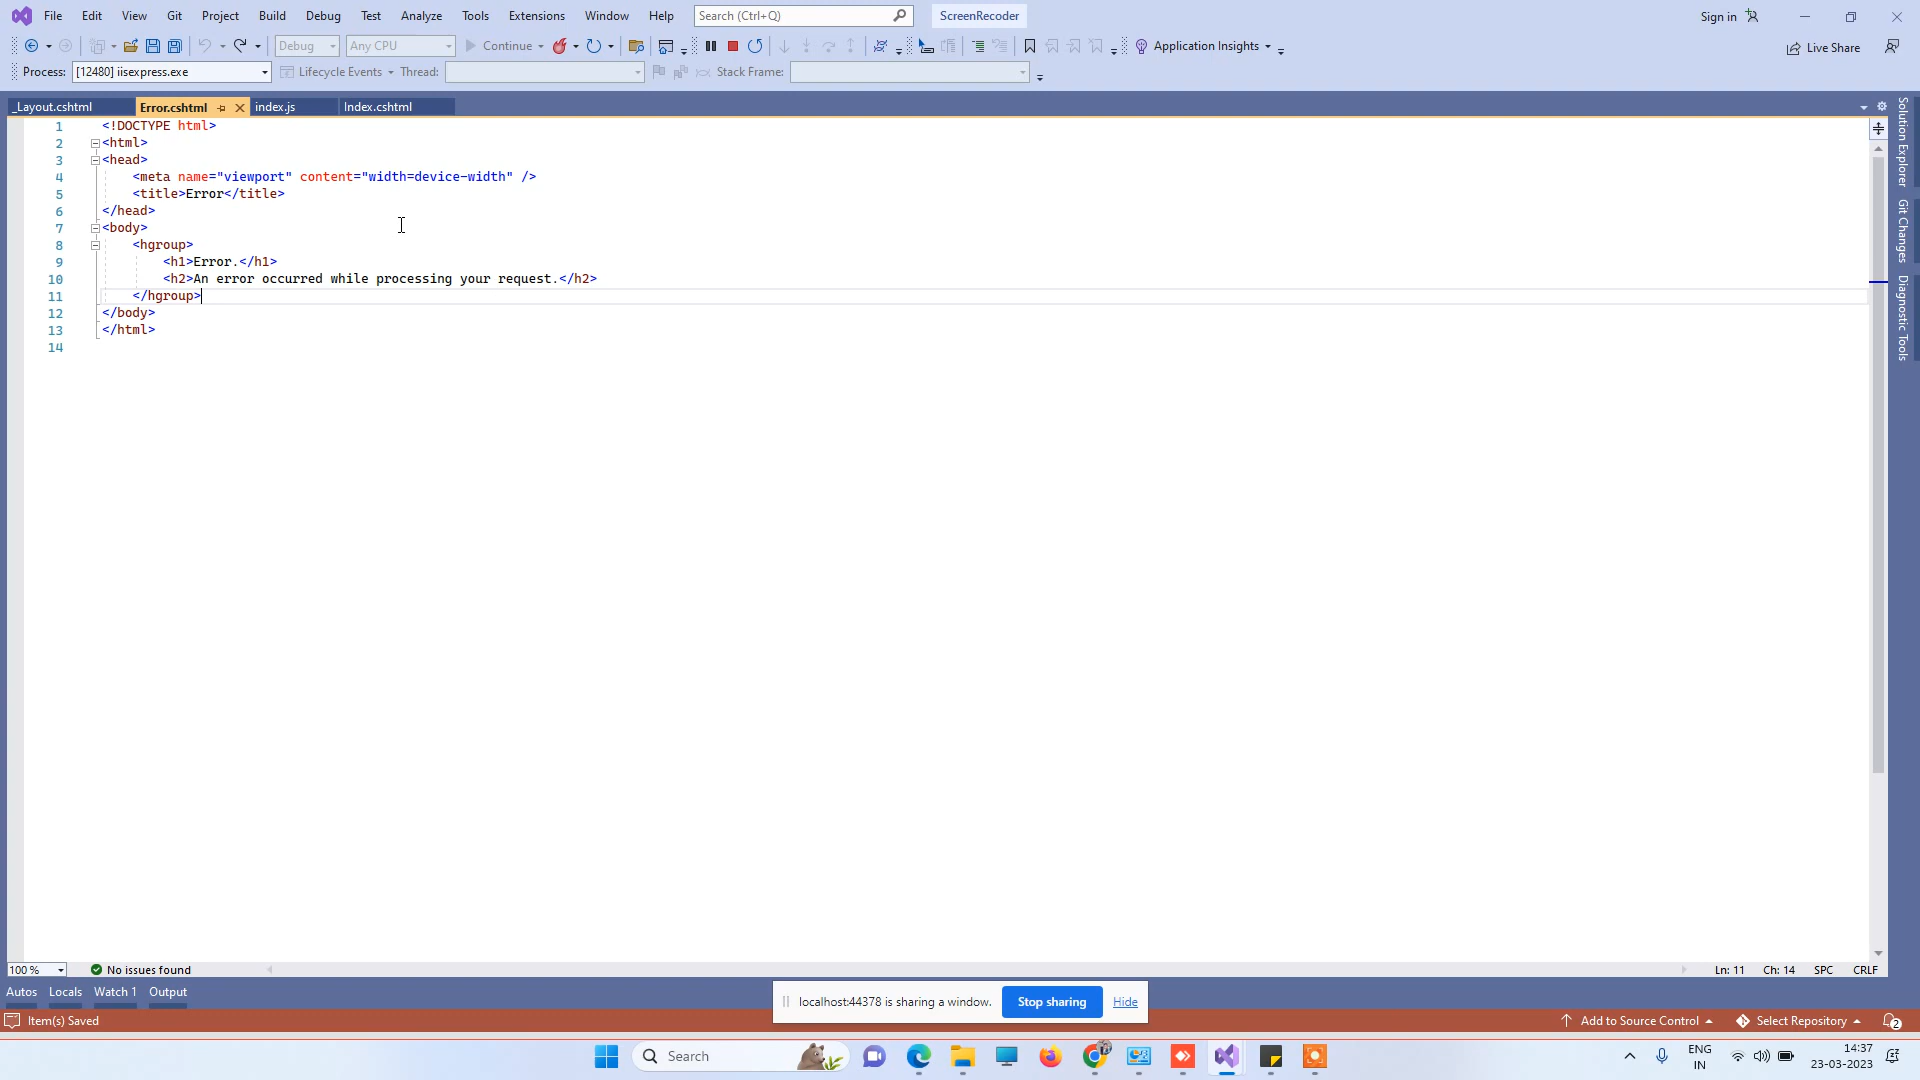 File Edit View Git Project Build Debug Test Analyze Tools Extensions Window Help Search (Ctrl+Q) ScreenRecoder Sign in
Debug Any CPU Continue Application Insights Live Share
Process: [12480] iisexpress.exe Lifecycle Events Thread: Stack Frame:
_Layout.cshtml Error.cshtml index.js Index.cshtml
1 <!DOCTYPE html>
2 <html>
3 <head>
4 <meta name="viewport" content="width=device-width" />
5 <title>Error</title>
6 </head>
7 <body>
8 <hgroup>
9 <h1>Error.</h1>
10 <h2>An error occurred while processing your request.</h2>
11 </hgroup>
12 </body>
13 </html>
14
Solution Explorer
Git Changes
Diagnostic Tools
100 % No issues found Ln: 11 Ch: 14 SPC CRLF
Autos Locals Watch 1 Output
localhost:44378 is sharing a window. Stop sharing Hide
Item(s) Saved Add to Source Control Select Repository 2
Search
ENG
IN
14:37
23-03-2023